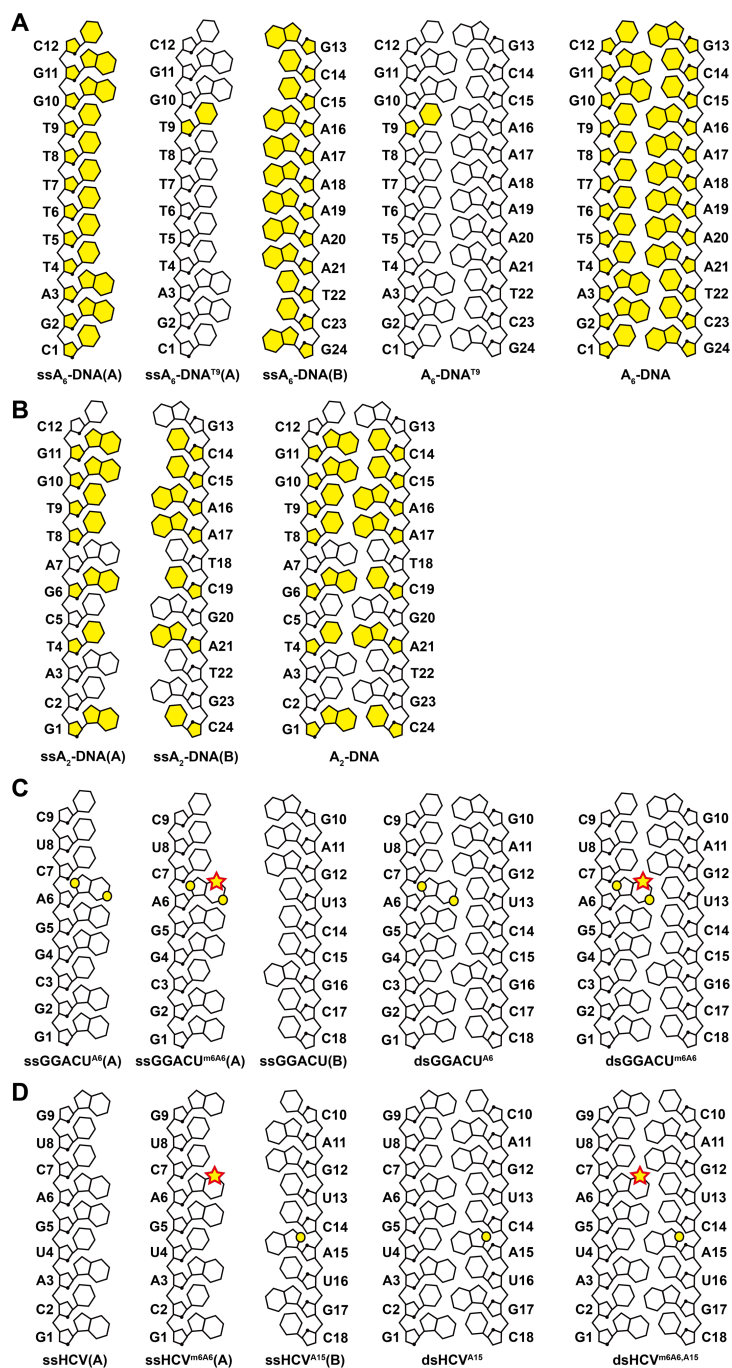 A
C12 C12 G13 C12 G13 C12 G13
G11 G11 C14 G11 C14 G11 C14
G10 G10 C15 G10 C15 G10 C15
T9 T9 A16 T9 A16 T9 A16
T8 T8 A17 T8 A17 T8 A17
T7 T7 A18 T7 A18 T7 A18
T6 T6 A19 T6 A19 T6 A19
T5 T5 A20 T5 A20 T5 A20
T4 T4 A21 T4 A21 T4 A21
A3 A3 T22 A3 T22 A3 T22
G2 G2 C23 G2 C23 G2 C23
C1 C1 G24 C1 G24 C1 G24
ssA₆-DNA(A) ssA₆-DNAᵀ⁹(A) ssA₆-DNA(B) A₆-DNAᵀ⁹ A₆-DNA
B
C12 G13 C12 G13
G11 C14 G11 C14
G10 C15 G10 C15
T9 A16 T9 A16
T8 A17 T8 A17
A7 T18 A7 T18
G6 C19 G6 C19
C5 G20 C5 G20
T4 A21 T4 A21
A3 T22 A3 T22
C2 G23 C2 G23
G1 C24 G1 C24
ssA₂-DNA(A) ssA₂-DNA(B) A₂-DNA
C
C9 C9 G10 C9 G10 C9 G10
U8 U8 A11 U8 A11 U8 A11
C7 C7 G12 C7 G12 C7 G12
A6 A6 U13 A6 U13 A6 U13
G5 G5 C14 G5 C14 G5 C14
G4 G4 C15 G4 C15 G4 C15
C3 C3 G16 C3 G16 C3 G16
G2 G2 C17 G2 C17 G2 C17
G1 G1 C18 G1 C18 G1 C18
ssGGACUᴬ⁶(A) ssGGACUᵐ⁶ᴬ⁶(A) ssGGACU(B) dsGGACUᴬ⁶ dsGGACUᵐ⁶ᴬ⁶
D
G9 G9 C10 G9 C10 G9 C10
U8 U8 A11 U8 A11 U8 A11
C7 C7 G12 C7 G12 C7 G12
A6 A6 U13 A6 U13 A6 U13
G5 G5 C14 G5 C14 G5 C14
U4 U4 A15 U4 A15 U4 A15
A3 A3 U16 A3 U16 A3 U16
C2 C2 G17 C2 G17 C2 G17
G1 G1 C18 G1 C18 G1 C18
ssHCV(A) ssHCVᵐ⁶ᴬ⁶(A) ssHCVᴬ¹⁵(B) dsHCVᴬ¹⁵ dsHCVᵐ⁶ᴬ⁶,ᴬ¹⁵